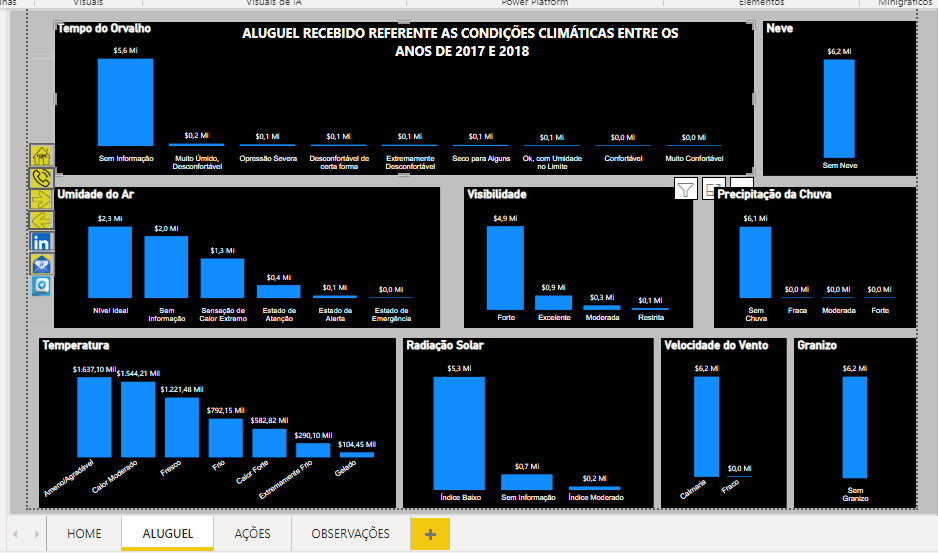 Visuais
Visuais de IA
Power Platform
Elementos
Minigráficos
Tempo do Orvalho
ALUGUEL RECEBIDO REFERENTE AS CONDIÇÕES CLIMÁTICAS ENTRE OS
ANOS DE 2017 E 2018
$5,6 Mi
$0,2 Mi
$0,1 Mi
$0,1 Mi
$0,1 Mi
$0,1 Mi
$0,1 Mi
$0,0 Mi
$0,0 Mi
Sem Informação
Muito Úmido,
Desconfortável
Opressão Severa
Desconfortável de
certa forma
Extremamente
Desconfortável
Seco para Alguns
Ok, com Umidade
no Limite
Confortável
Muito Confortável
Neve
$6,2 Mi
Sem Neve
Umidade do Ar
$2,3 Mi
$2,0 Mi
$1,3 Mi
$0,4 Mi
$0,1 Mi
$0,0 Mi
Nível Ideal
Sem
Informação
Sensação de
Calor Extremo
Estado de
Atenção
Estado de
Alerta
Estado de
Emergência
Visibilidade
$4,9 Mi
$0,9 Mi
$0,3 Mi
$0,1 Mi
Forte
Excelente
Moderada
Restrita
Precipitação da Chuva
$6,1 Mi
$0,0 Mi
$0,0 Mi
$0,0 Mi
Sem
Chuva
Fraca
Moderada
Forte
in
Temperatura
$1.637,10 Mil
$1.544,21 Mil
$1.221,48 Mil
$792,15 Mil
$582,82 Mil
$290,10 Mil
$104,45 Mil
Ameno/Agradável
Calor Moderado
Fresco
Frio
Calor Forte
Extremamente Frio
Gelado
Radiação Solar
$5,3 Mi
$0,7 Mi
$0,2 Mi
Índice Baixo
Sem Informação
Índice Moderado
Velocidade do Vento
$6,2 Mi
$0,0 Mi
Calmaria
Fraco
Granizo
$6,2 Mi
Sem
Granizo
HOME
ALUGUEL
AÇÕES
OBSERVAÇÕES
+